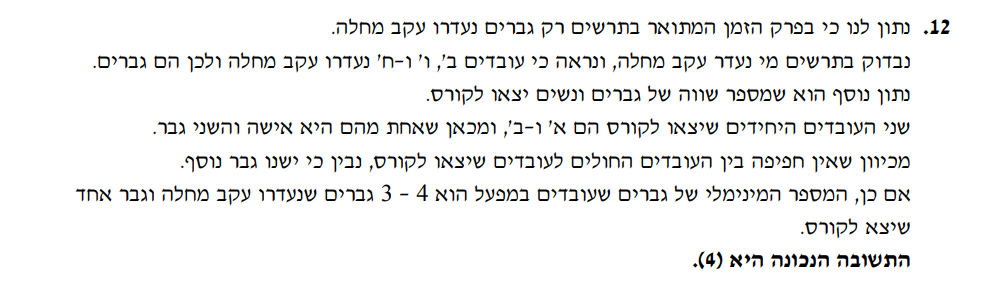 12. נתון לנו כי בפרק הזמן המתואר בתרשים רק גברים נעדרו עקב מחלה.
נבדוק בתרשים מי נעדר עקב מחלה, ונראה כי עובדים ב', ו' ו-ח' נעדרו עקב מחלה ולכן הם גברים.
נתון נוסף הוא שמספר שווה של גברים ונשים יצאו לקורס.
שני העובדים היחידים שיצאו לקורס הם א' ו-ב', ומכאן שאחת מהם היא אישה והשני גבר.
מכיוון שאין חפיפה בין העובדים החולים לעובדים שיצאו לקורס, נבין כי ישנו גבר נוסף.
אם כן, המספר המינימלי של גברים שעובדים במפעל הוא 4 - 3 גברים שנעדרו עקב מחלה וגבר אחד
שיצא לקורס.
התשובה הנכונה היא (4).